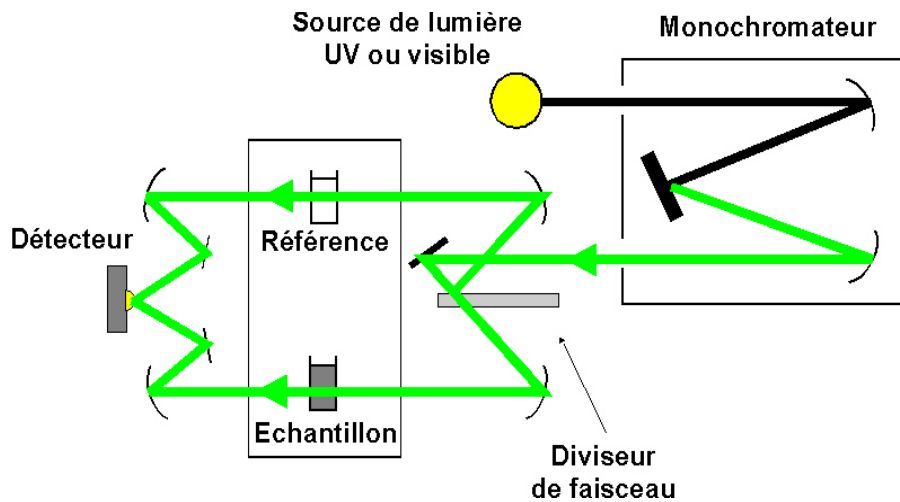 Source de lumière
UV ou visible
Monochromateur
Détecteur
Référence
Echantillon
Diviseur
de faisceau